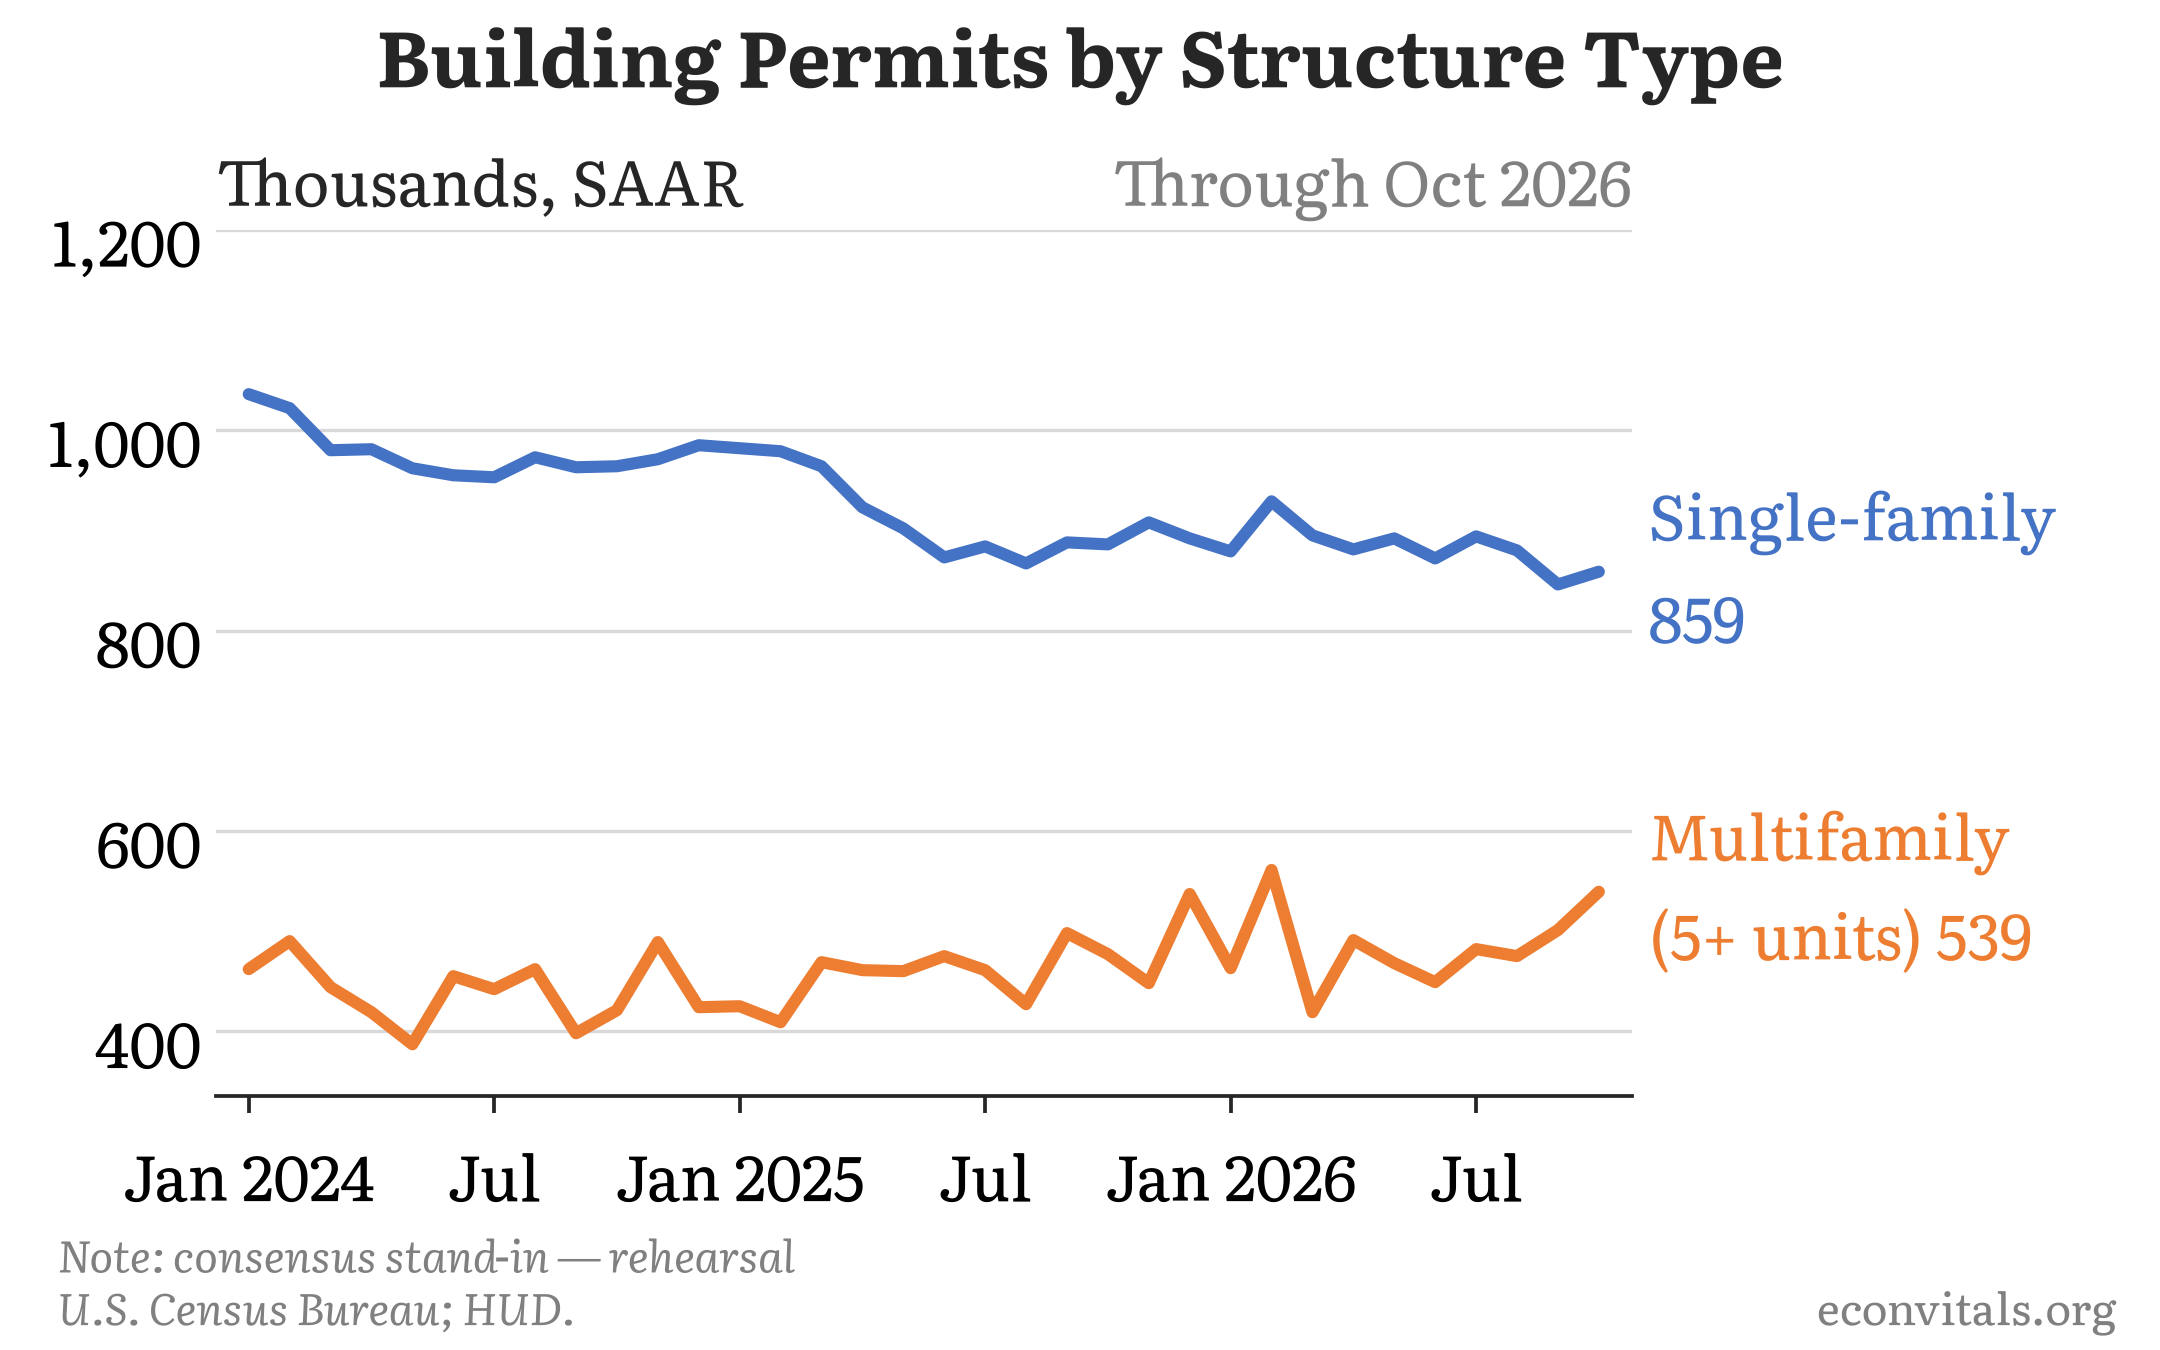 Building Permits by Structure Type
Thousands, SAAR
Through Oct 2026
1,200
1,000
800
600
400
Single-family
859
Multifamily
(5+ units) 539
Jan 2024
Jul
Jan 2025
Jul
Jan 2026
Jul
Note: consensus stand-in — rehearsal
U.S. Census Bureau; HUD.
econvitals.org